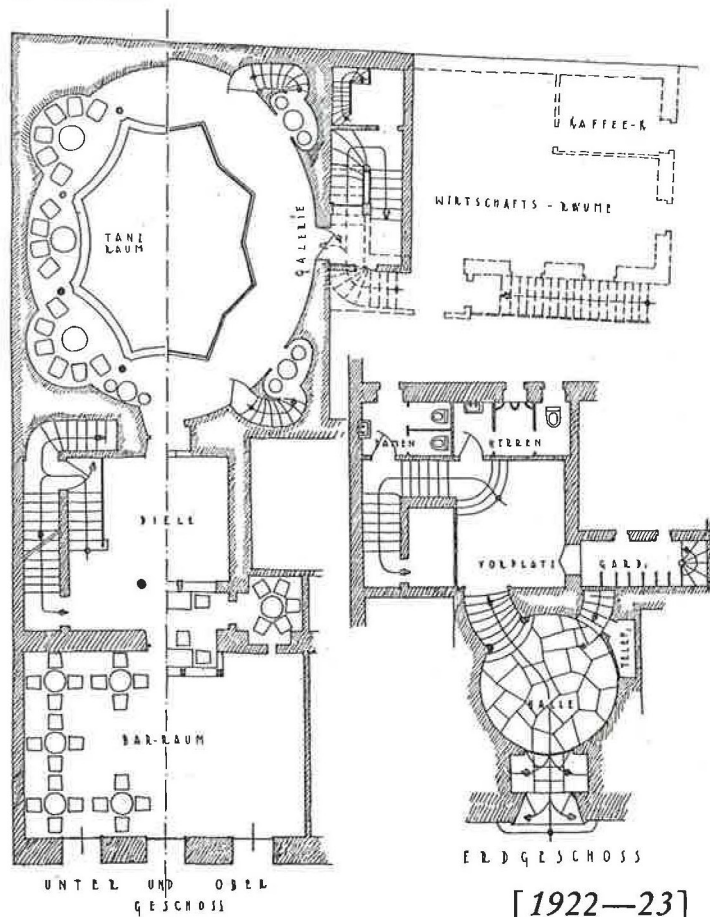 KAFFEE-K
WIRTSCHAFTS-RÄUME
TANZ
RAUM
GALERIE
DAMEN
HERREN
DIELE
VORPLATZ
GARD.
TELEF.
HALLE
BAR-RAUM
ERDGESCHOSS
UNTER UND OBER
GESCHOSS
[1922—23]